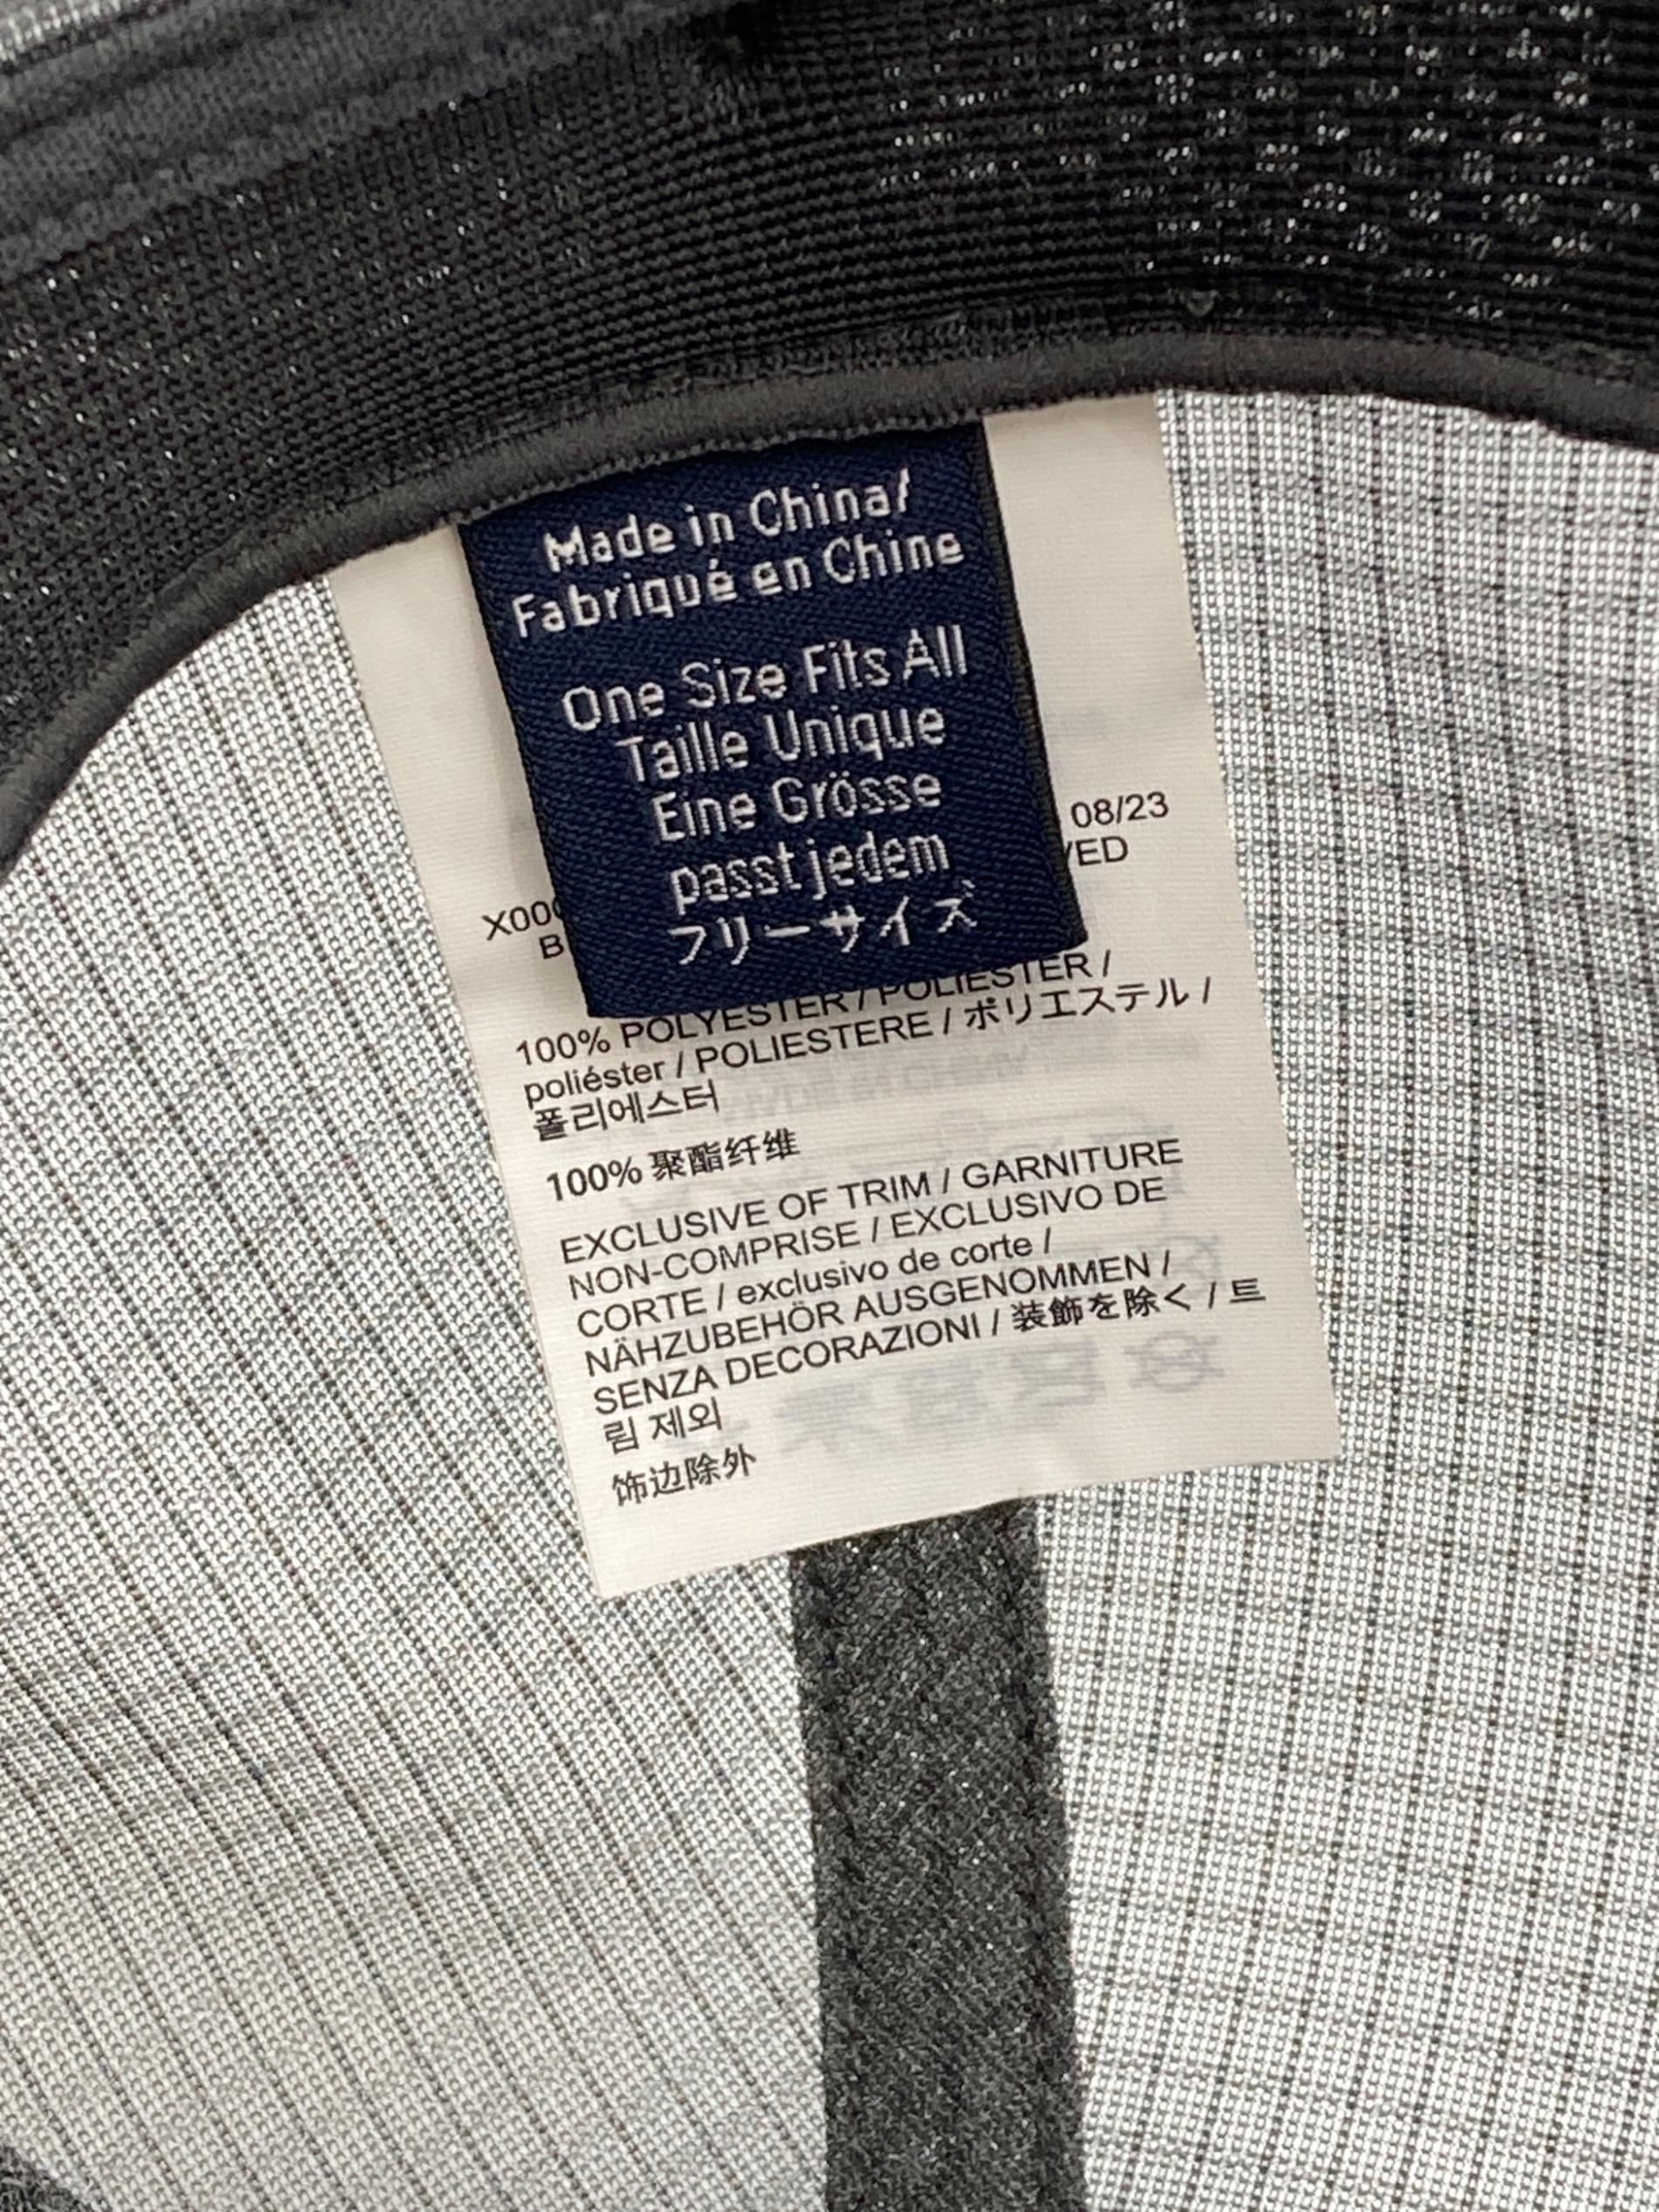 Made in China/
Fabriqué en Chine
One Size Fits All
Taille Unique
Eine Grösse
passt jedem
フリーサイズ
08/23
100% POLYESTER / POLIESTER /
poliéster / POLIESTERE / ポリエステル /
폴리에스터
100% 聚酯纤维
EXCLUSIVE OF TRIM / GARNITURE
NON-COMPRISE / EXCLUSIVO DE
CORTE / exclusivo de corte /
NÄHZUBEHÖR AUSGENOMMEN /
SENZA DECORAZIONI / 装飾を除く / 트
림 제외
饰边除外